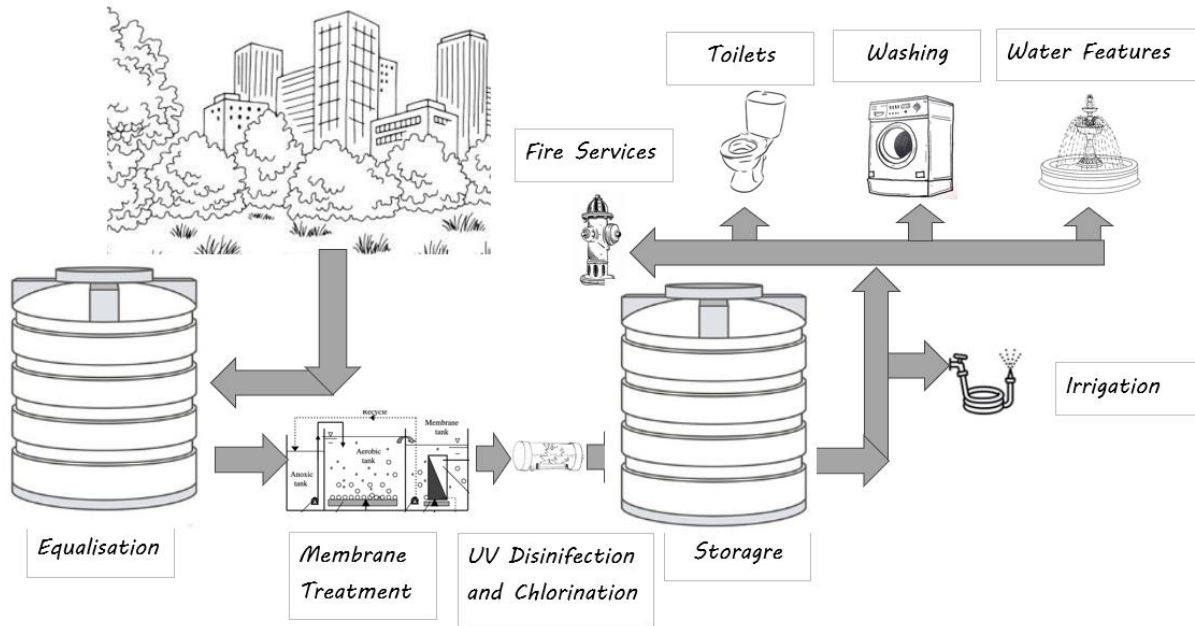 Toilets
Washing
Water Features
Fire Services
Irrigation
Recycle
Membrane
tank
Aerobic
tank
Anoxic
tank
Equalisation
Membrane
Treatment
UV Disinifection
and Chlorination
Storagre